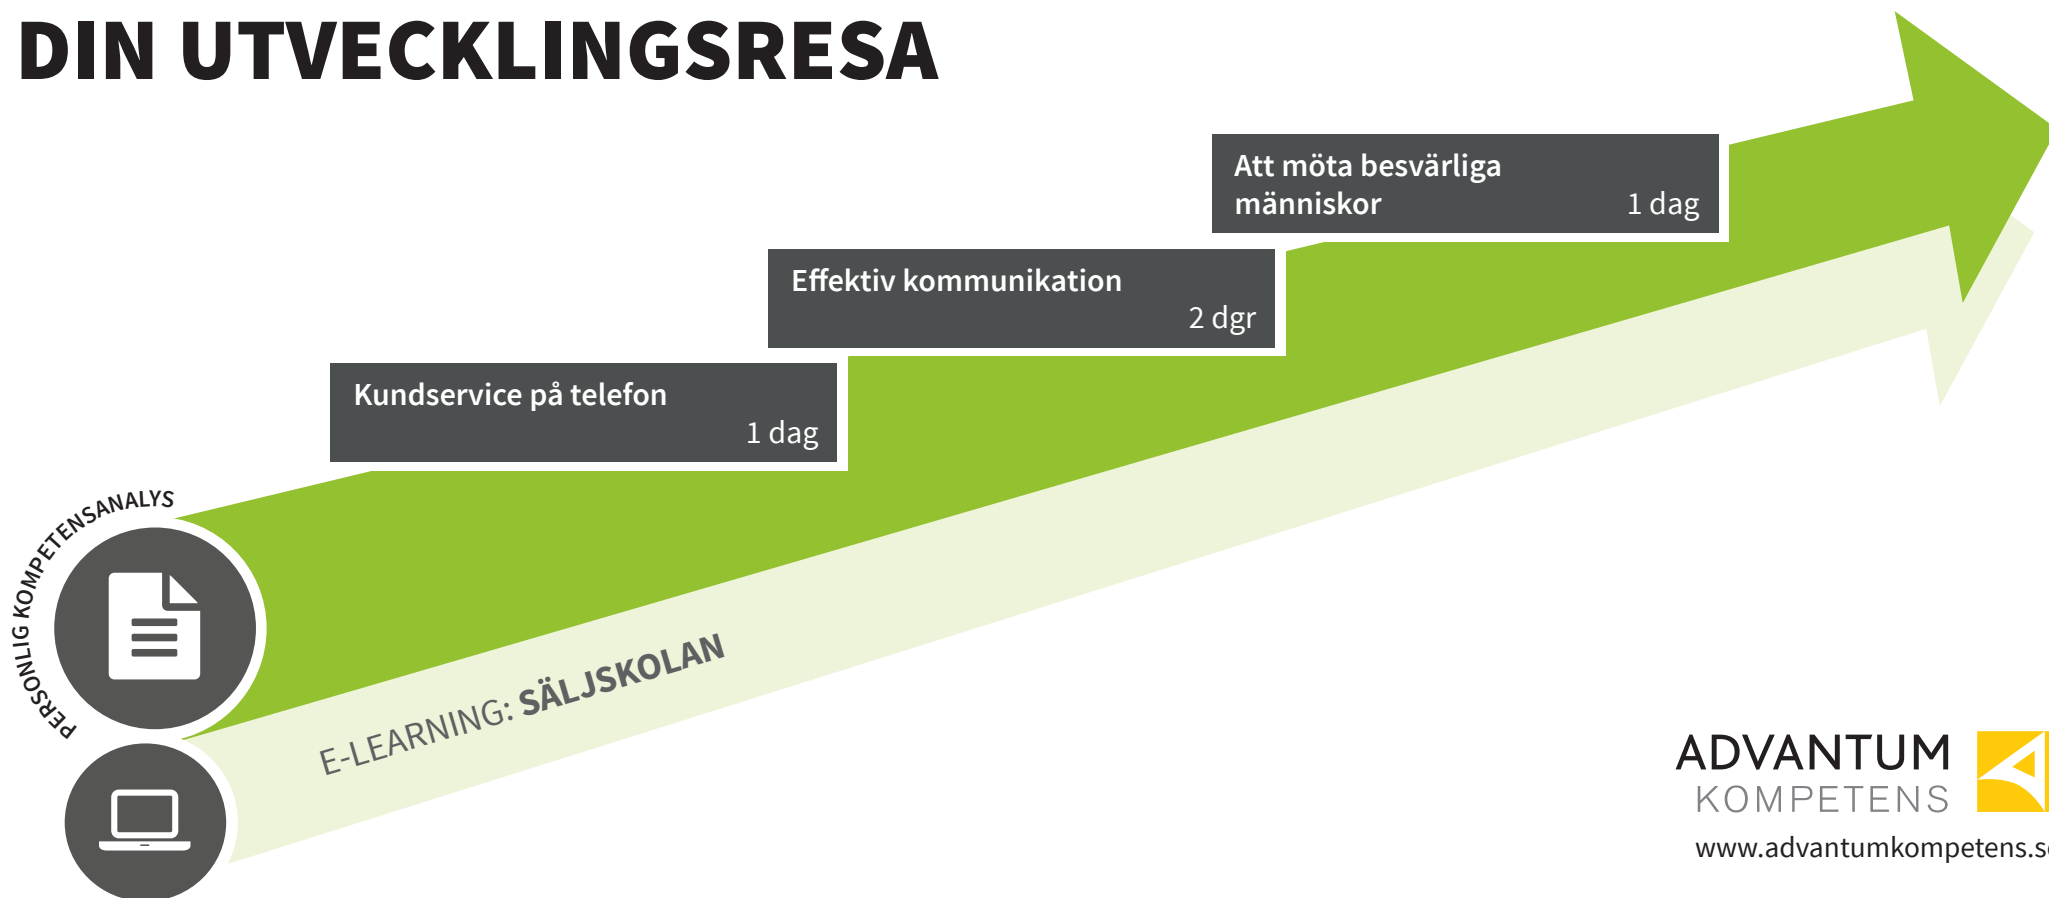 DIN UTVECKLINGSRESA
Att möta besvärliga
människor 1 dag
Effektiv kommunikation
2 dgr
Kundservice på telefon
1 dag
PERSONLIG KOMPETENSANALYS
E-LEARNING: SÄLJSKOLAN
ADVANTUM
KOMPETENS
www.advantumkompetens.se